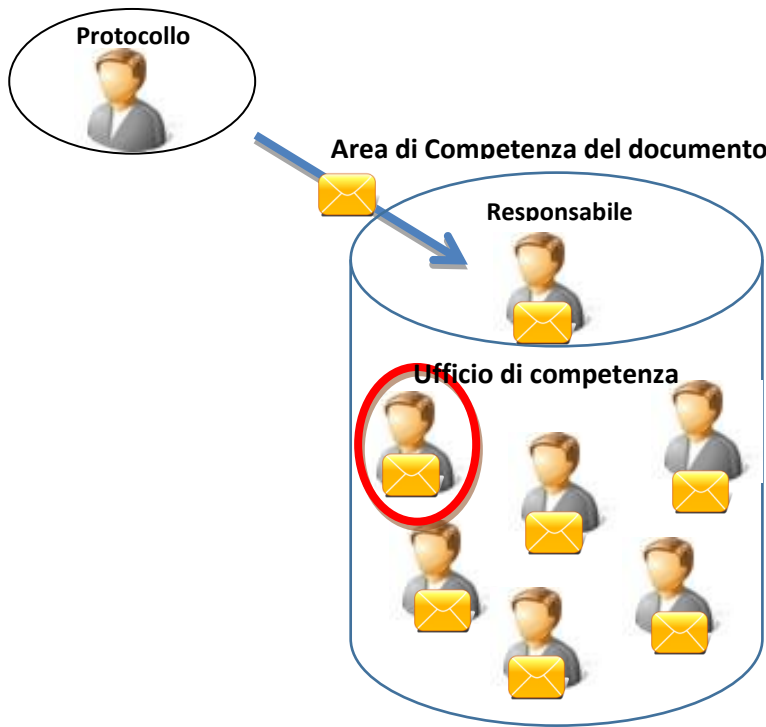 Protocollo
Area di Competenza del documento
Responsabile
Ufficio di competenza